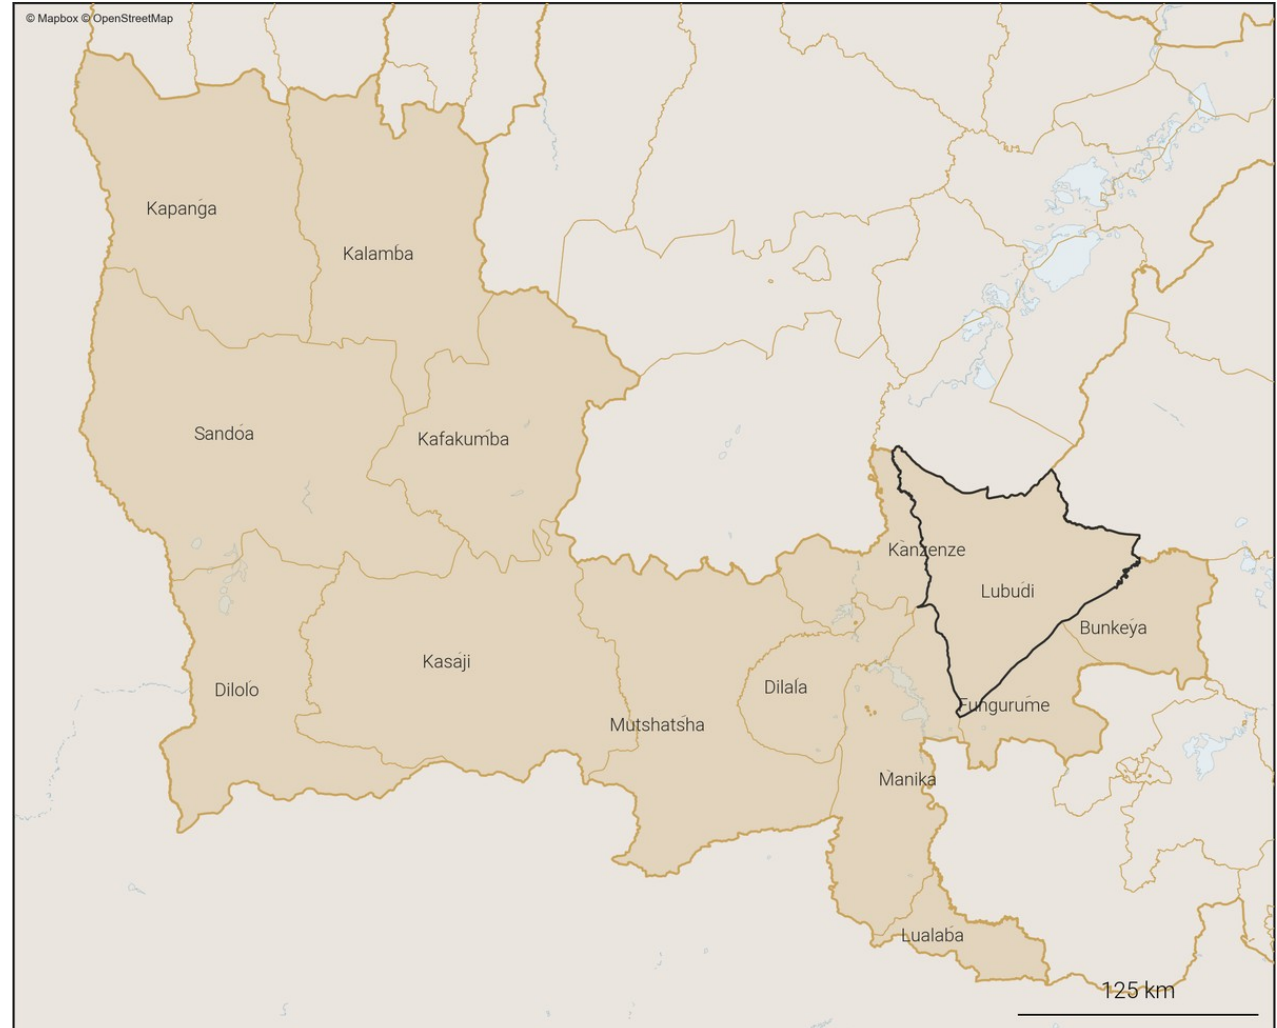 © Mapbox © OpenStreetMap
Kapanga
Kalamba
Sandoa
Kafakumba
Kanzenze
Lubudi
Bunkeya
Kasaji
Dilolo
Dilala
Mutshatsha
Fungurume
Manika
Lualaba
125 km